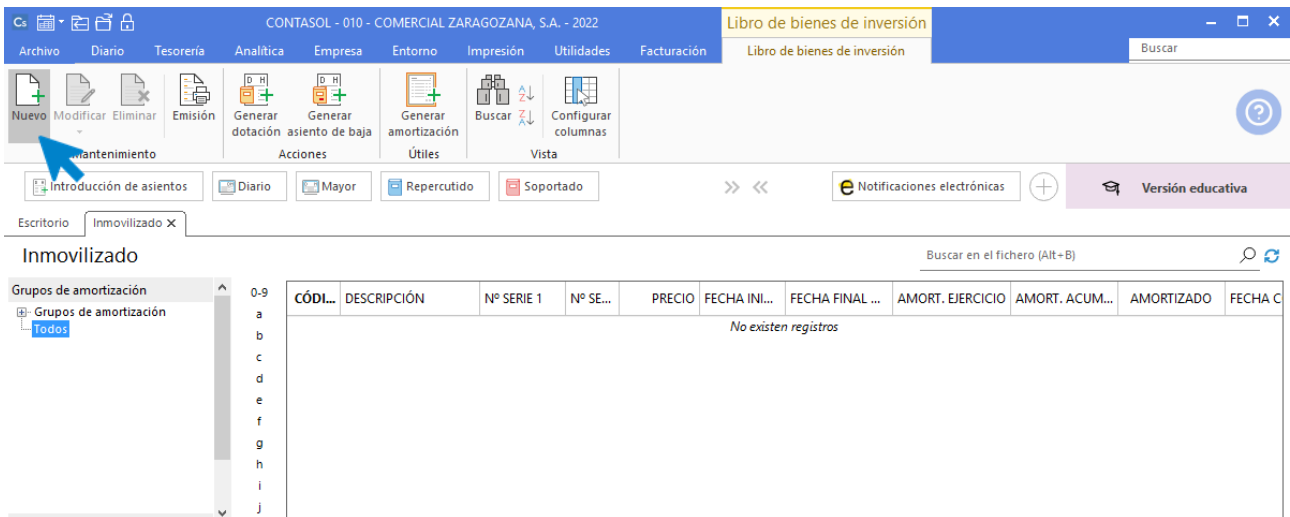 Cs CONTASOL - 010 - COMERCIAL ZARAGOZANA, S.A. - 2022 Libro de bienes de inversión
Archivo Diario Tesorería Analítica Empresa Entorno Impresión Utilidades Facturación Libro de bienes de inversión Buscar
Nuevo Modificar Eliminar Emisión Generar dotación Generar asiento de baja Generar amortización Buscar Configurar columnas
Mantenimiento Acciones Útiles Vista
Introducción de asientos Diario Mayor Repercutido Soportado Notificaciones electrónicas Versión educativa
Escritorio Inmovilizado
Inmovilizado Buscar en el fichero (Alt+B)
Grupos de amortización
Grupos de amortización
Todos
0-9
a
b
c
d
e
f
g
h
i
j
CÓDI... DESCRIPCIÓN Nº SERIE 1 Nº SE... PRECIO FECHA INI... FECHA FINAL ... AMORT. EJERCICIO AMORT. ACUM... AMORTIZADO FECHA C
No existen registros